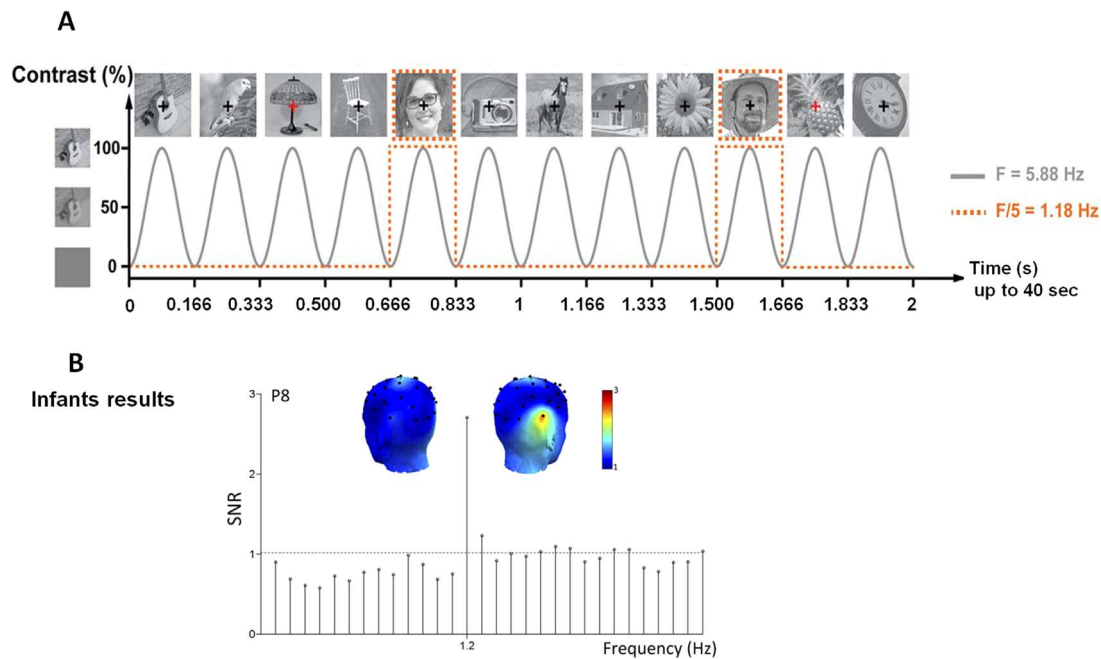 A
Contrast (%)
100
50
0
F = 5.88 Hz
F/5 = 1.18 Hz
Time (s)
up to 40 sec
0 0.166 0.333 0.500 0.666 0.833 1 1.166 1.333 1.500 1.666 1.833 2
B
Infants results
3
P8
3
1
2
SNR
1
0
1.2
Frequency (Hz)